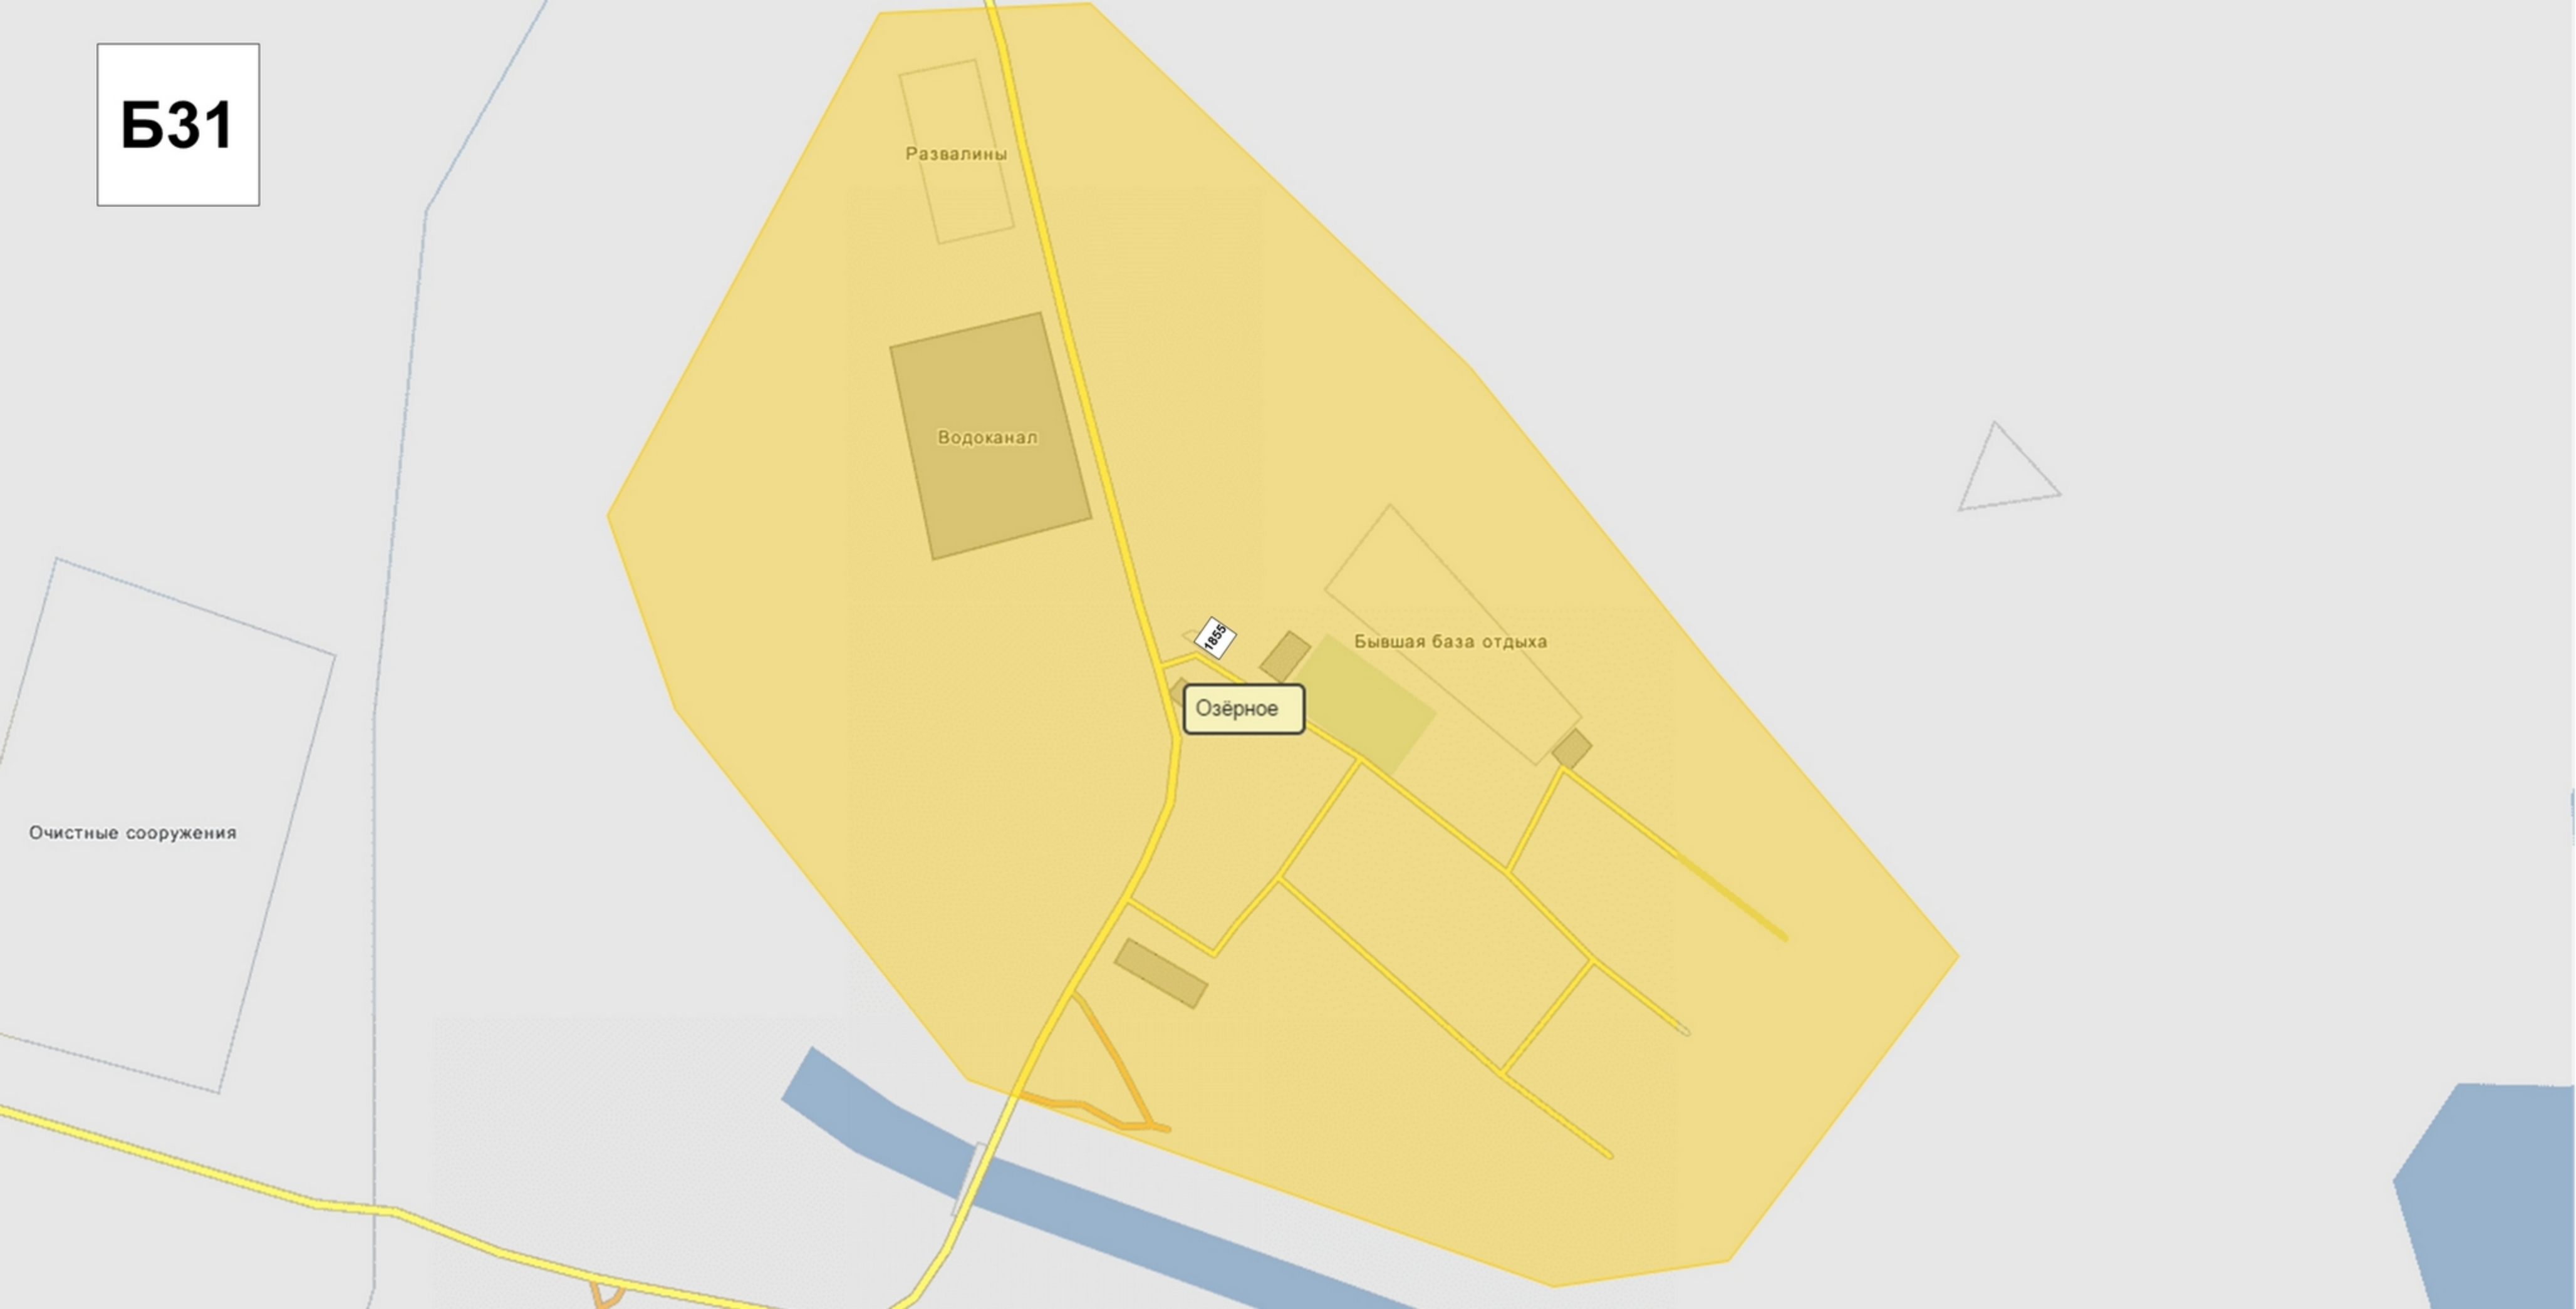 Б31
Развалины
Водоканал
1855
Бывшая база отдыха
Озёрное
Очистные сооружения